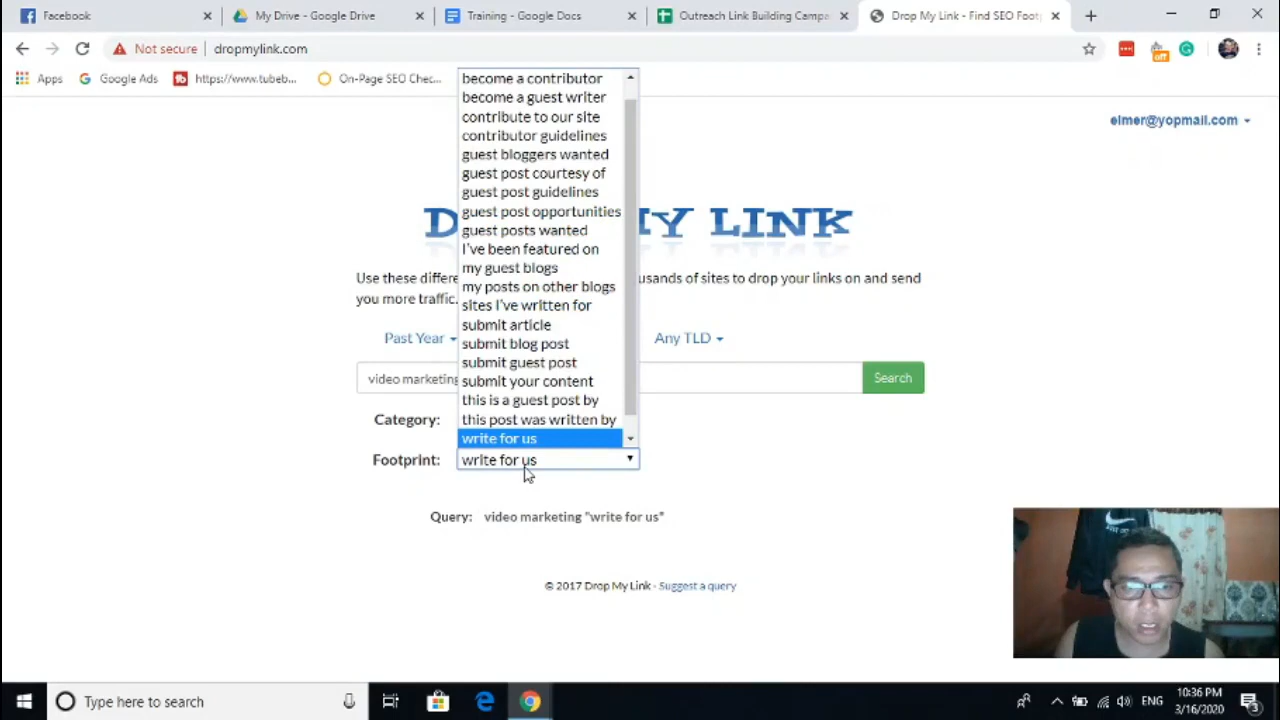 Facebook
My Drive - Google Drive
Training - Google Docs
Outreach Link Building Campa
Drop My Link - Find SEO Footp
Not secure
dropmylink.com
off
Apps
Google Ads
https://www.tubeb...
On-Page SEO Chec...
elmer@yopmail.com
become a contributor
become a guest writer
contribute to our site
contributor guidelines
guest bloggers wanted
guest post courtesy of
guest post guidelines
guest post opportunities
guest posts wanted
I've been featured on
my guest blogs
my posts on other blogs
sites I've written for
submit article
submit blog post
submit guest post
submit your content
this is a guest post by
this post was written by
write for us
D
MY LINK
Use these differe
usands of sites to drop your links on and send
you more traffic.
Past Year
Any TLD
video marketing
Search
Category:
Footprint:
write for us
Query: video marketing "write for us"
© 2017 Drop My Link - Suggest a query
Type here to search
ENG
10:36 PM
3/16/2020
3